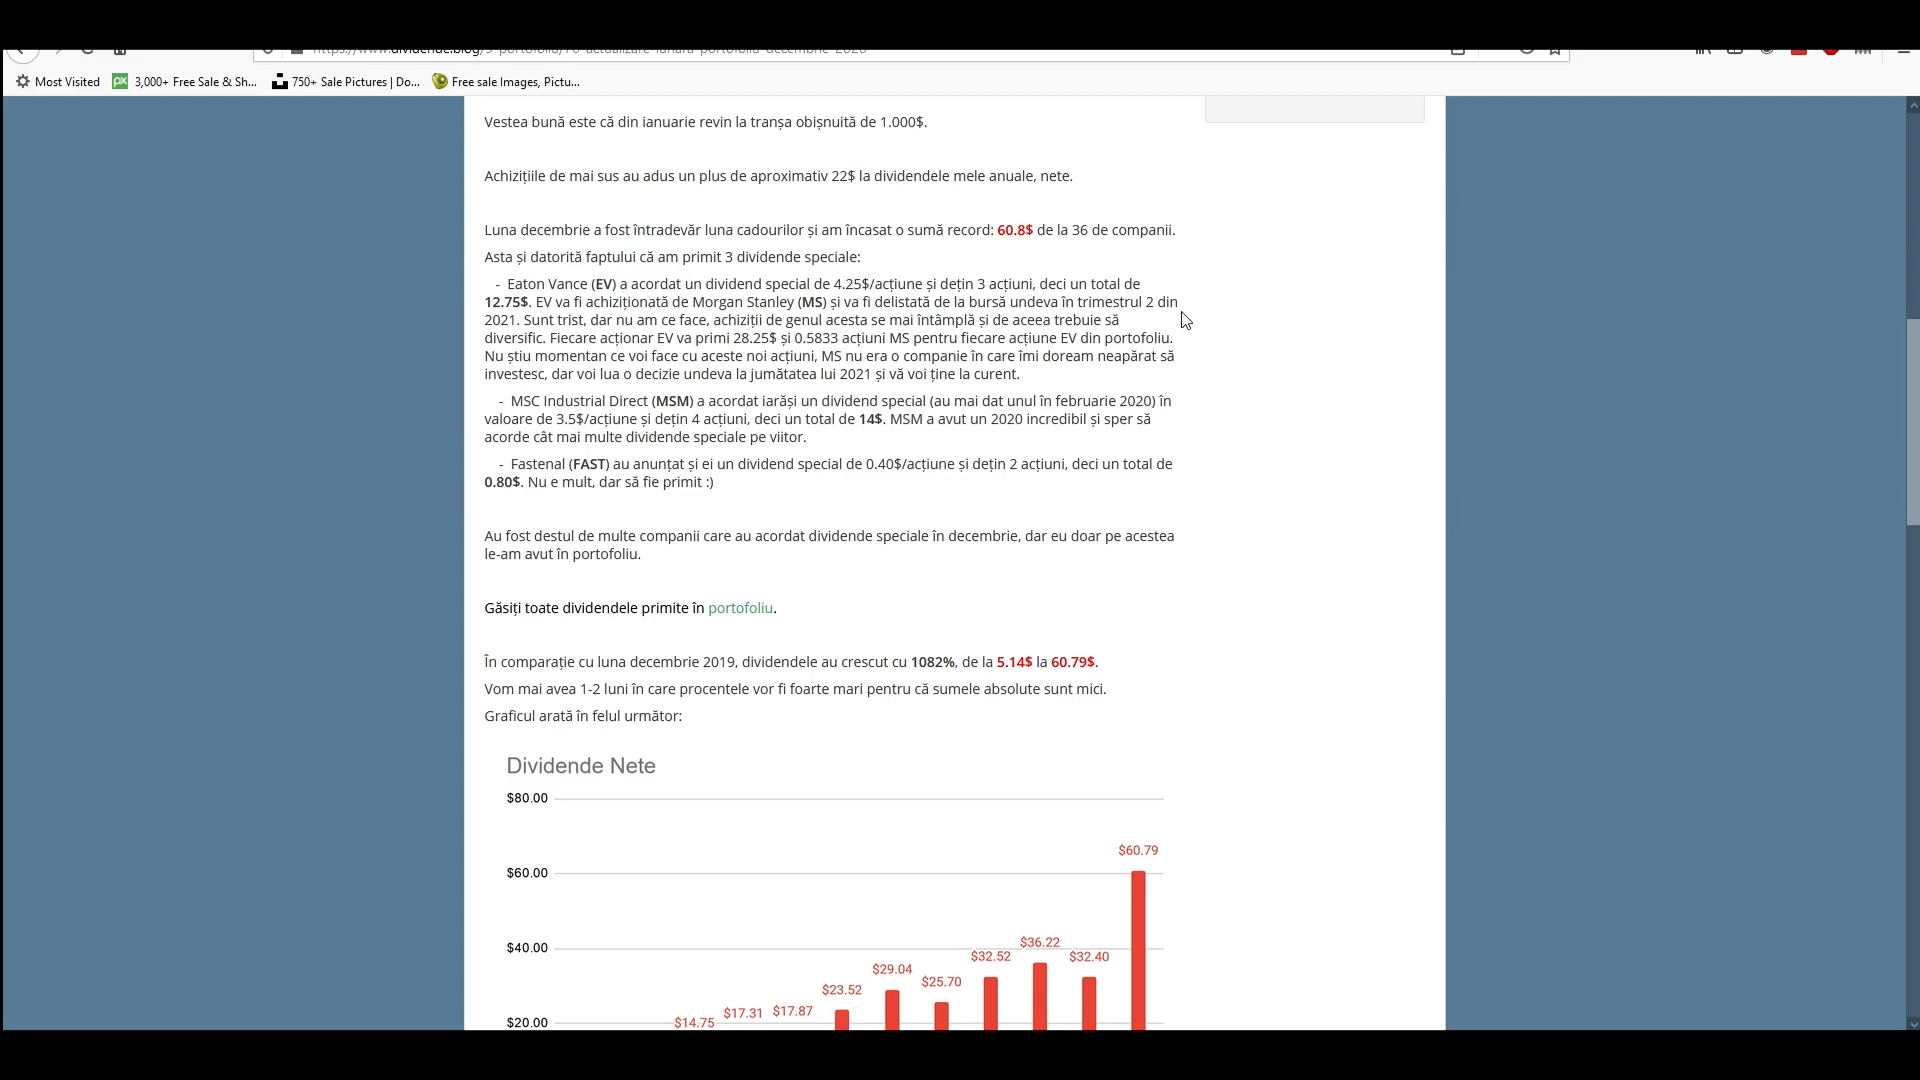 https://www.dividende.blog/9-portofoliu/70-actualizare-lunara-portofoliu-decembrie-2020
Most Visited
3,000+ Free Sale & Sh...
750+ Sale Pictures | Do...
Free sale Images, Pictu...
Vestea bună este că din ianuarie revin la tranșa obișnuită de 1.000$.
Achizițiile de mai sus au adus un plus de aproximativ 22$ la dividendele mele anuale, nete.
Luna decembrie a fost întradevăr luna cadourilor și am încasat o sumă record: 60.8$ de la 36 de companii.
Asta și datorită faptului că am primit 3 dividende speciale:
- Eaton Vance (EV) a acordat un dividend special de 4.25$/acțiune și dețin 3 acțiuni, deci un total de
12.75$. EV va fi achiziționată de Morgan Stanley (MS) și va fi delistată de la bursă undeva în trimestrul 2 din
2021. Sunt trist, dar nu am ce face, achiziții de genul acesta se mai întâmplă și de aceea trebuie să
diversific. Fiecare acționar EV va primi 28.25$ și 0.5833 acțiuni MS pentru fiecare acțiune EV din portofoliu.
Nu știu momentan ce voi face cu aceste noi acțiuni, MS nu era o companie în care îmi doream neapărat să
investesc, dar voi lua o decizie undeva la jumătatea lui 2021 și vă voi ține la curent.
- MSC Industrial Direct (MSM) a acordat iarăși un dividend special (au mai dat unul în februarie 2020) în
valoare de 3.5$/acțiune și dețin 4 acțiuni, deci un total de 14$. MSM a avut un 2020 incredibil și sper să
acorde cât mai multe dividende speciale pe viitor.
- Fastenal (FAST) au anunțat și ei un dividend special de 0.40$/acțiune și dețin 2 acțiuni, deci un total de
0.80$. Nu e mult, dar să fie primit :)
Au fost destul de multe companii care au acordat dividende speciale în decembrie, dar eu doar pe acestea
le-am avut în portofoliu.
Găsiți toate dividendele primite în portofoliu.
În comparație cu luna decembrie 2019, dividendele au crescut cu 1082%, de la 5.14$ la 60.79$.
Vom mai avea 1-2 luni în care procentele vor fi foarte mari pentru că sumele absolute sunt mici.
Graficul arată în felul următor:
Dividende Nete
$80.00
$60.79
$60.00
$40.00
$36.22
$32.52
$32.40
$29.04
$25.70
$23.52
$17.31
$17.87
$14.75
$20.00